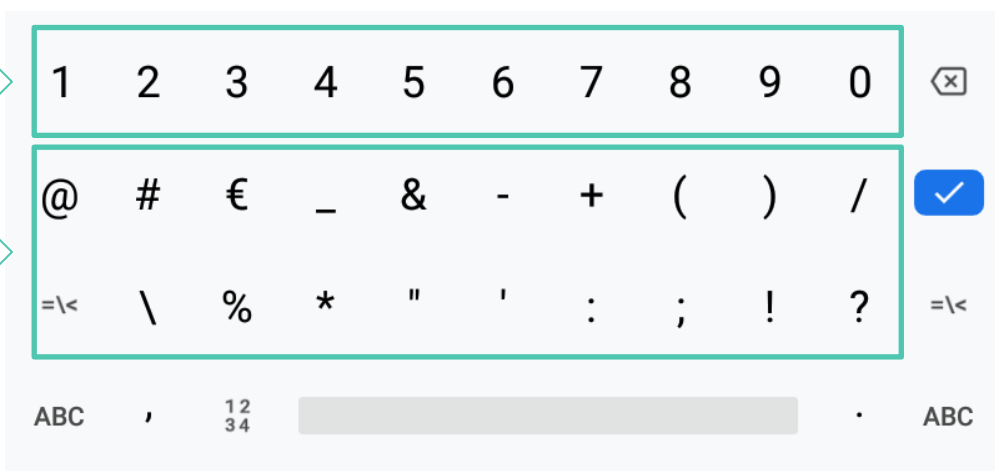 1 2 3 4 5 6 7 8 9 0
@ # € _ & - + ( ) /
=\< \ % * " ' : ; ! ? =\<
ABC , 12 . ABC
34